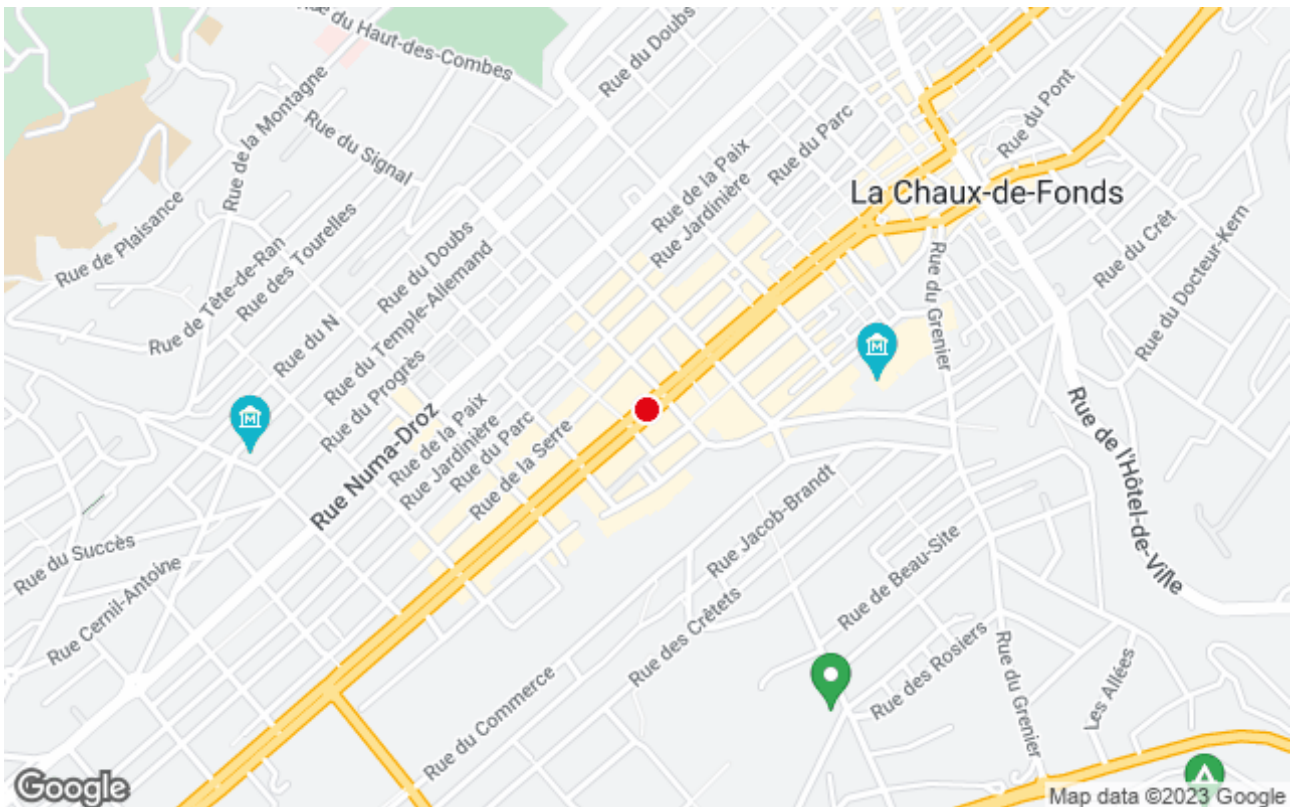 Rue du Haut-des-Combes
Rue du Doubs
Rue de la Montagne
Rue du Signal
Rue du Pont
Rue du Parc
Rue de la Paix
Rue Jardinière
La Chaux-de-Fonds
Rue de Plaisance
Rue des Tourelles
Rue de Tête-de-Ran
Rue du Doubs
Rue du Temple-Allemand
Rue du N
Rue du Progrès
Rue du Crêt
Rue du Docteur-Kern
Rue du Grenier
M
M
Rue Numa-Droz
Rue de la Paix
Rue Jardinière
Rue du Parc
Rue de la Serre
Rue de l'Hôtel-de-Ville
Rue du Succès
Rue Cernil-Antoine
Rue Jacob-Brandt
Rue de Beau-Site
Rue des Crêtets
Rue des Rosiers
Rue du Commerce
Rue du Grenier
Les Allées
Google
Map data ©2023 Google